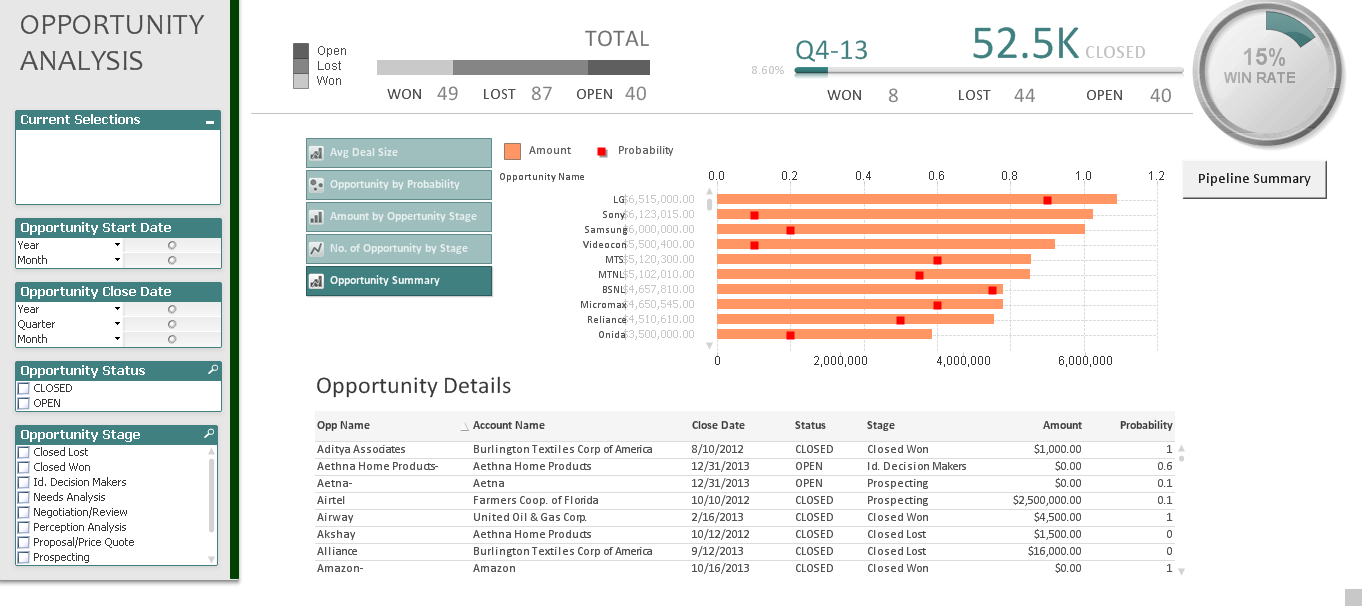 OPPORTUNITY
ANALYSIS
Current Selections
Opportunity Start Date
Year
Month
Opportunity Close Date
Year
Quarter
Month
Opportunity Status
CLOSED
OPEN
Opportunity Stage
Closed Lost
Closed Won
Id. Decision Makers
Needs Analysis
Negotiation/Review
Perception Analysis
Proposal/Price Quote
Prospecting
Open
Lost
Won
TOTAL
WON 49 LOST 87 OPEN 40
Q4-13 52.5K CLOSED
8.60%
WON 8 LOST 44 OPEN 40
15%
WIN RATE
Pipeline Summary
Avg Deal Size
Opportunity by Probability
Amount by Oppertunity Stage
No. of Opportunity by Stage
Opportunity Summary
Amount Probability
Opportunity Name 0.0 0.2 0.4 0.6 0.8 1.0 1.2
LG $6,515,000.00
Sony $6,123,015.00
Samsung $6,000,000.00
Videocon $5,500,400.00
MTS $5,120,300.00
MTNL $5,102,010.00
BSNL $4,657,810.00
Micromax $4,650,545.00
Reliance $4,510,610.00
Onida $3,500,000.00
0 2,000,000 4,000,000 6,000,000
Opportunity Details
Opp Name Account Name Close Date Status Stage Amount Probability
Aditya Associates Burlington Textiles Corp of America 8/10/2012 CLOSED Closed Won $1,000.00 1
Aethna Home Products- Aethna Home Products 12/31/2013 OPEN Id. Decision Makers $0.00 0.6
Aetna- Aetna 12/31/2013 OPEN Prospecting $0.00 0.1
Airtel Farmers Coop. of Florida 10/10/2012 CLOSED Prospecting $2,500,000.00 0.1
Airway United Oil & Gas Corp. 2/16/2013 CLOSED Closed Won $4,500.00 1
Akshay Aethna Home Products 10/12/2012 CLOSED Closed Lost $1,500.00 0
Alliance Burlington Textiles Corp of America 9/12/2013 CLOSED Closed Lost $16,000.00 0
Amazon- Amazon 10/16/2013 CLOSED Closed Won $0.00 1